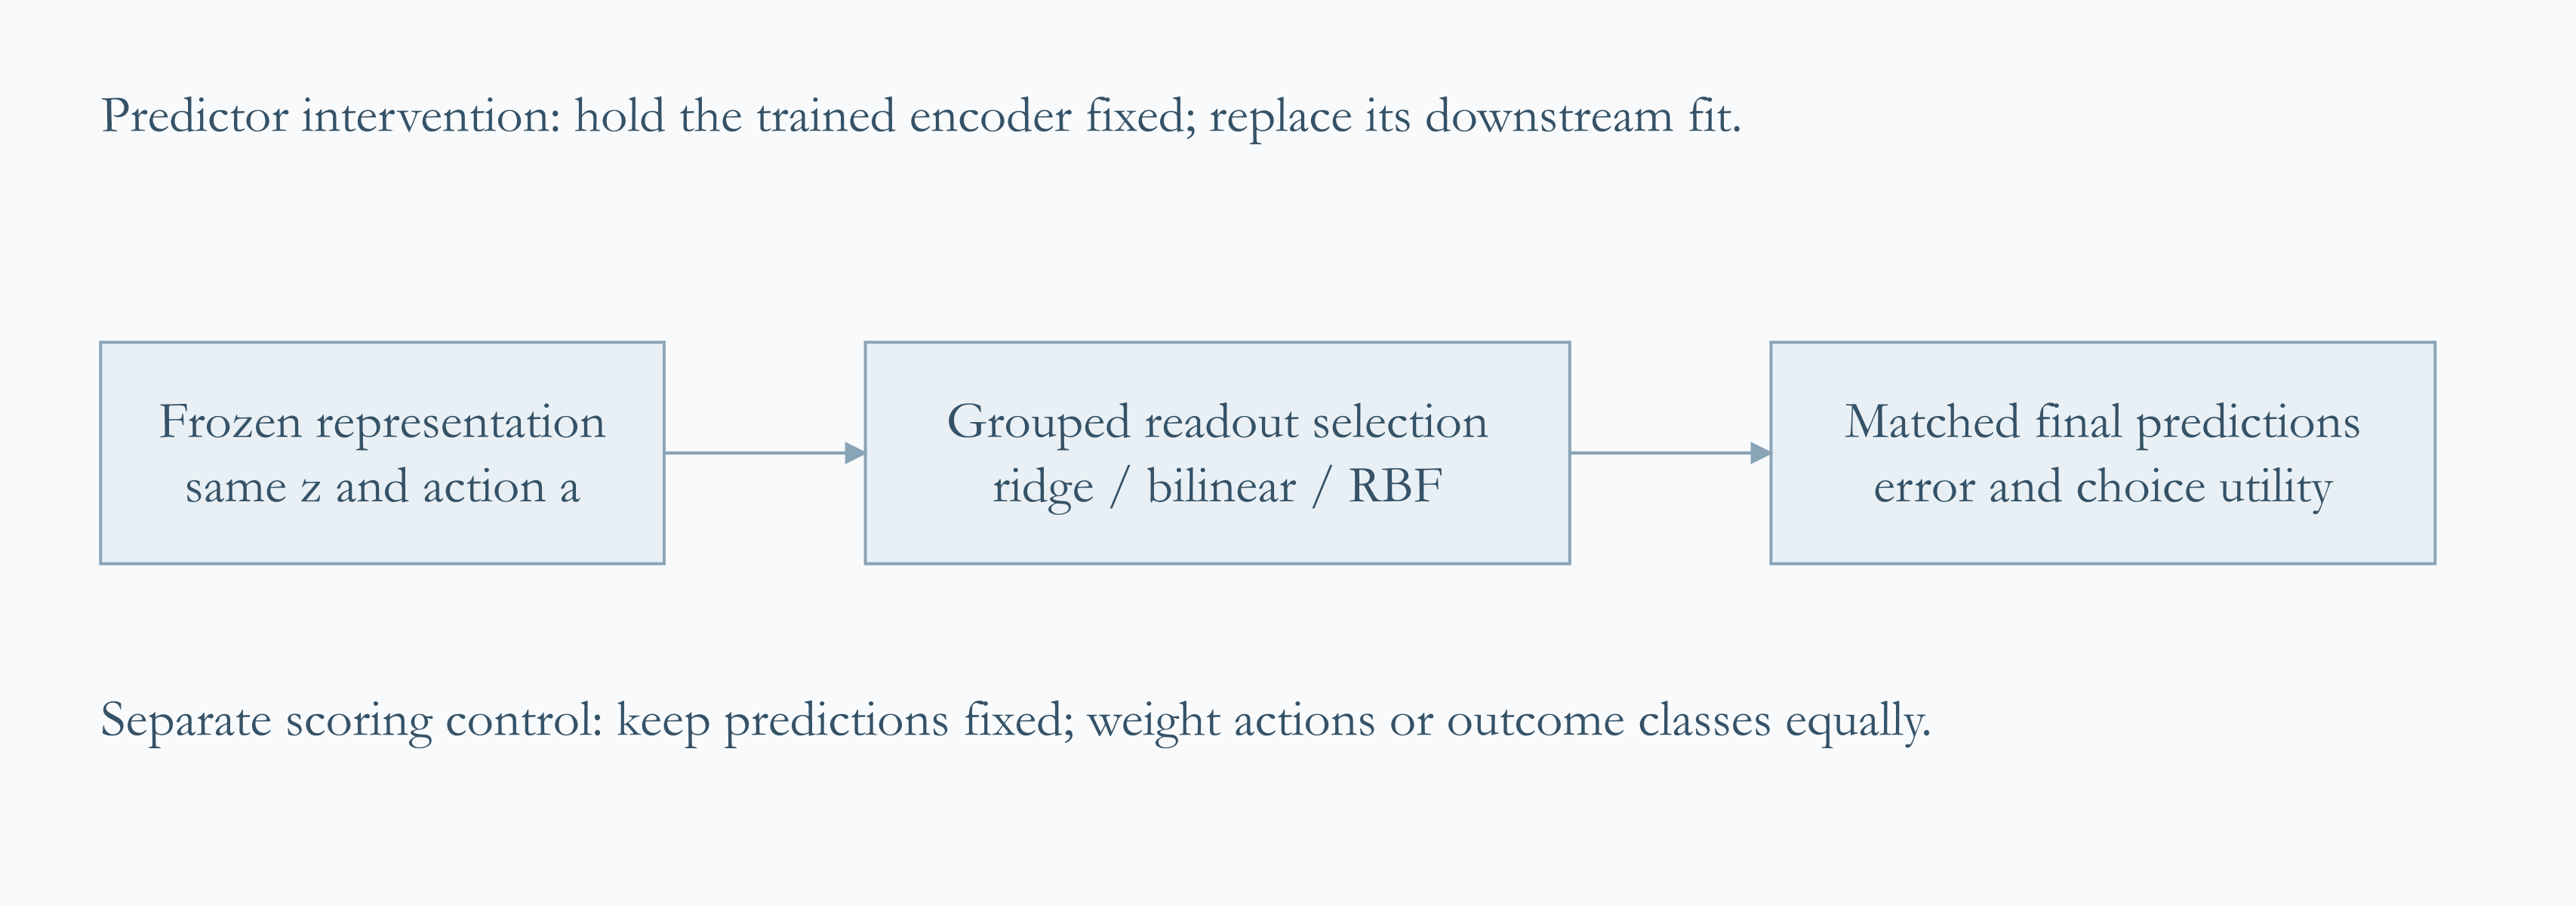 Predictor intervention: hold the trained encoder fixed; replace its downstream fit.
Frozen representation
same z and action a
Grouped readout selection
ridge / bilinear / RBF
Matched final predictions
error and choice utility
Separate scoring control: keep predictions fixed; weight actions or outcome classes equally.